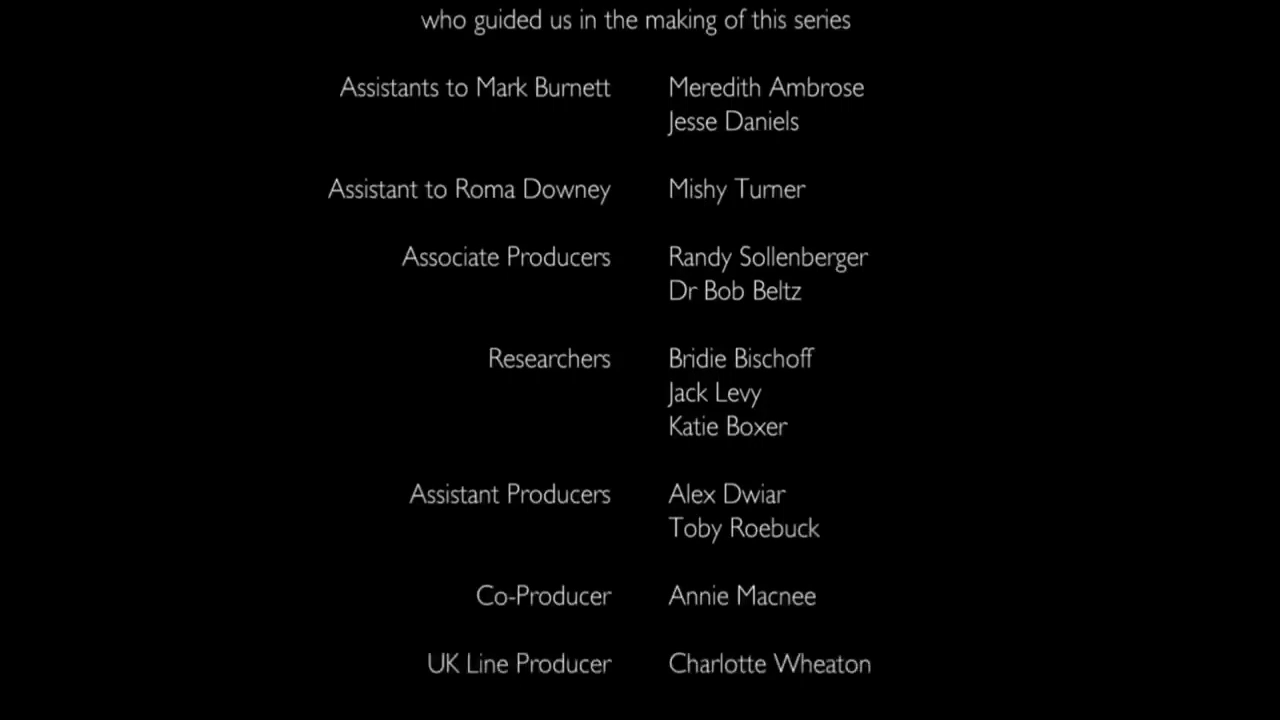 who guided us in the making of this series
Assistants to Mark Burnett Meredith Ambrose
Jesse Daniels
Assistant to Roma Downey Mishy Turner
Associate Producers Randy Sollenberger
Dr Bob Beltz
Researchers Bridie Bischoff
Jack Levy
Katie Boxer
Assistant Producers Alex Dwiar
Toby Roebuck
Co-Producer Annie Macnee
UK Line Producer Charlotte Wheaton